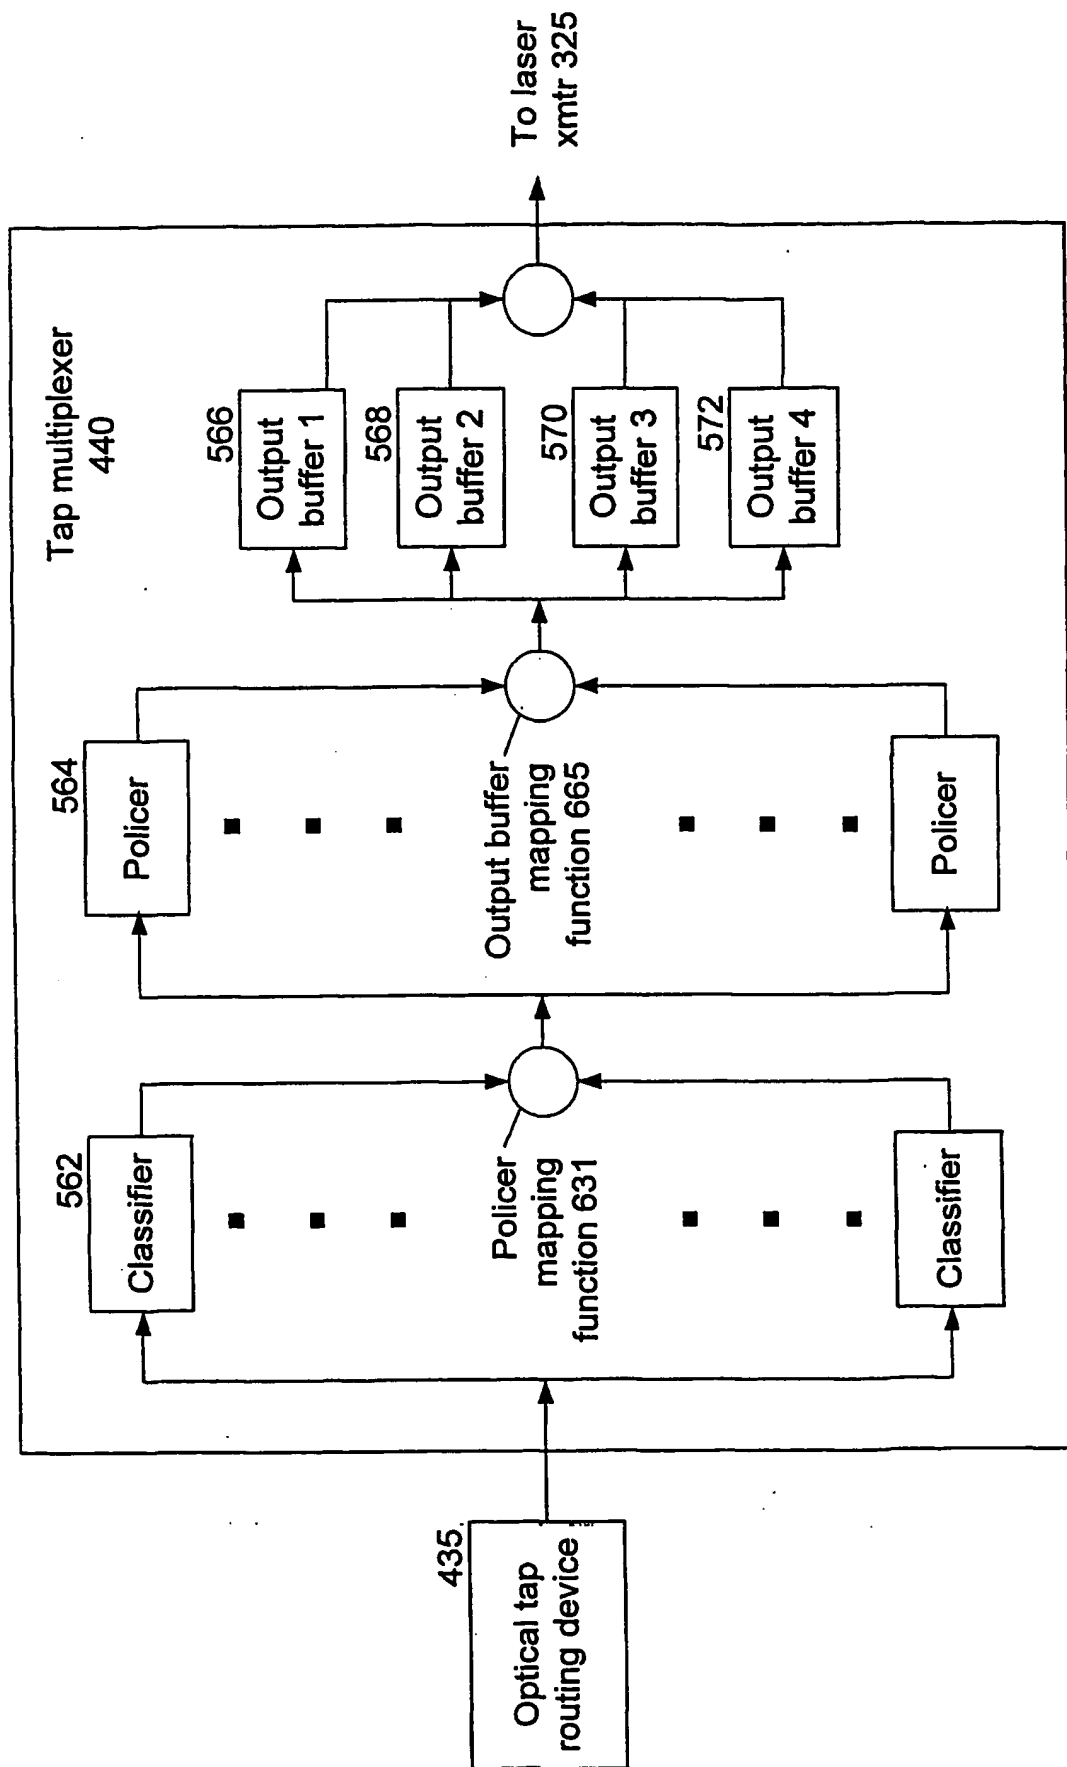 Tap multiplexer
440
435
Optical tap
routing device
562
Classifier
Policer
mapping
function 631
Classifier
564
Policer
Output buffer
mapping
function 665
Policer
566
Output
buffer 1
568
Output
buffer 2
570
Output
buffer 3
572
Output
buffer 4
To laser
xmtr 325